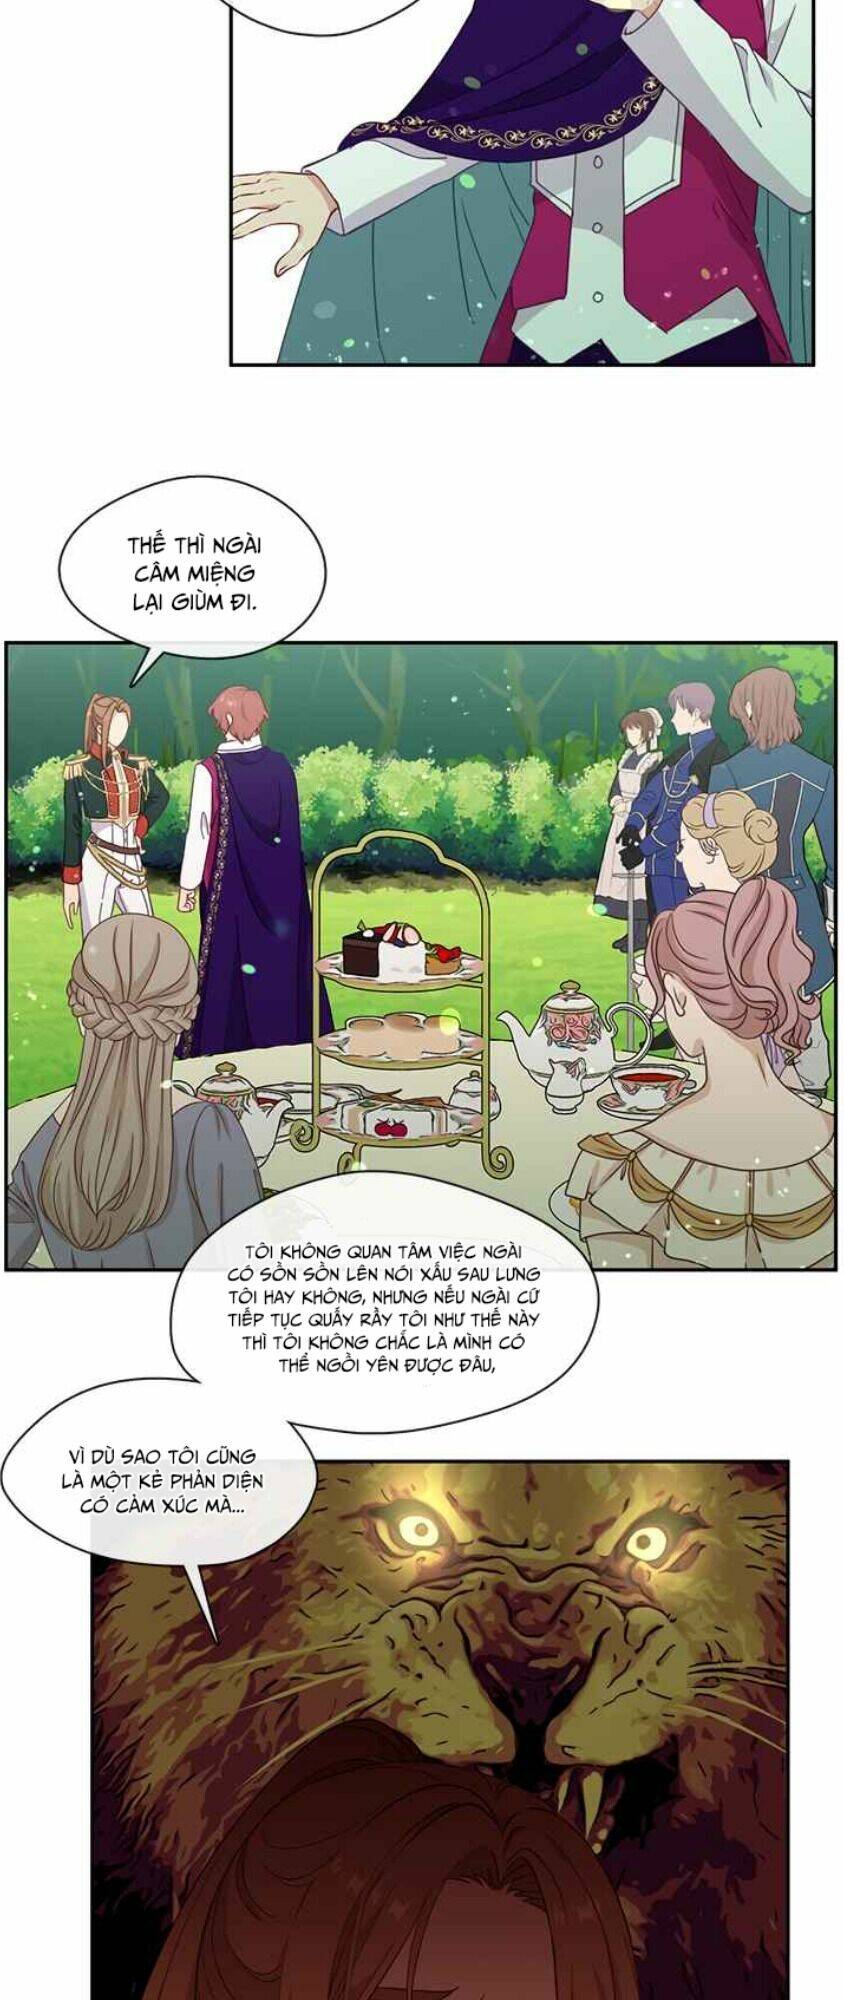 THẾ THÌ NGÀI
CÂM MIỆNG
LẠI GIÙM ĐI.
TÔI KHÔNG QUAN TÂM VIỆC NGÀI
CÓ SỒN SỒN LÊN NÓI XẤU SAU LƯNG
TÔI HAY KHÔNG, NHƯNG NẾU NGÀI CỨ
TIẾP TỤC QUẤY RẦY TÔI NHƯ THẾ NÀY
THÌ TÔI KHÔNG CHẮC LÀ MÌNH CÓ
THỂ NGỒI YÊN ĐƯỢC ĐÂU,
VÌ DÙ SAO TÔI CŨNG
LÀ MỘT KẺ PHẢN DIỆN
CÓ CẢM XÚC MÀ...